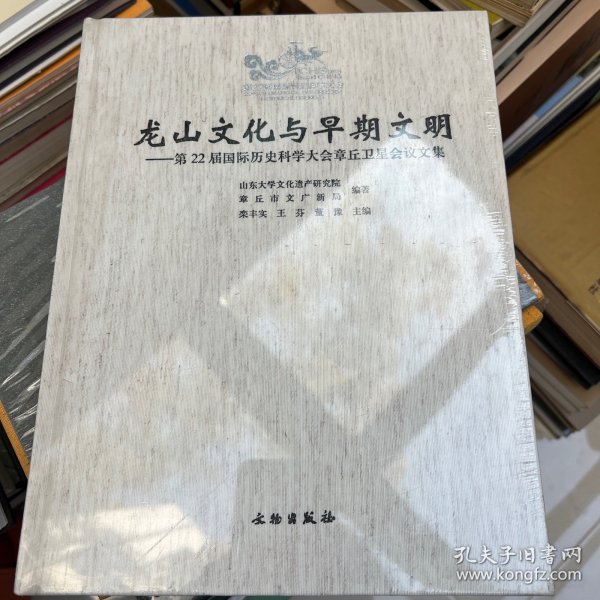 龙山文化与早期文明
——第22届国际历史科学大会章丘卫星会议文集
山东大学文化遗产研究院
章丘市文广新局 编著
栾丰实 王芬 董豫 主编
文物出版社
孔夫子旧书网
www.kongfz.com